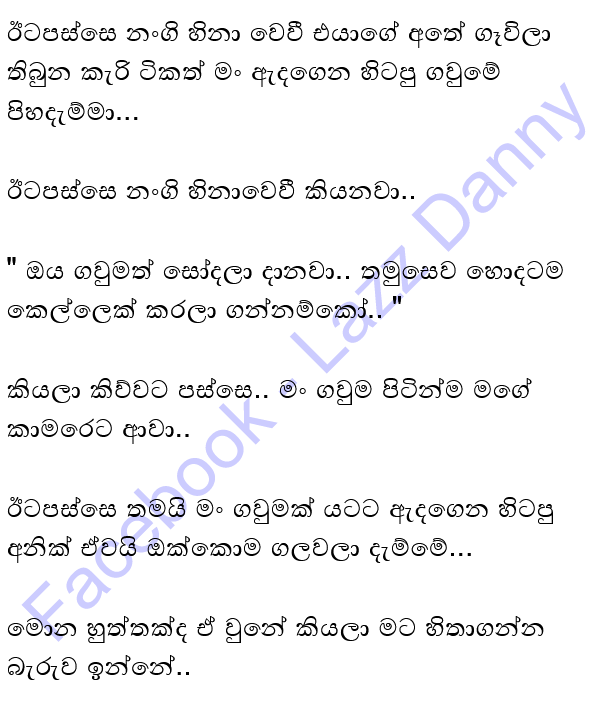 ඊටපස්සෙ නංගි හිනා වෙවී එයාගේ අතේ ගෑවිලා
තිබුන කැරි ටිකත් මං ඇදගෙන හිටපු ගවුමේ
පිහදැම්මා...
ඊටපස්සෙ නංගි හිනාවෙවී කියනවා..
" ඔය ගවුමත් සෝදලා දානවා.. තමුසෙව හොදටම
කෙල්ලෙක් කරලා ගන්නම්කෝ.. "
කියලා කිව්වට පස්සෙ.. මං ගවුම පිටින්ම මගේ
කාමරෙට ආවා..
ඊටපස්සෙ තමයි මං ගවුමක් යටට ඇදගෙන හිටපු
අනික් ඒවයි ඔක්කොම ගලවලා දැම්මේ...
මොන හුත්තක්ද ඒ වුනේ කියලා මට හිතාගන්න
බැරුව ඉන්නේ..
Facebook - Lazz Danny